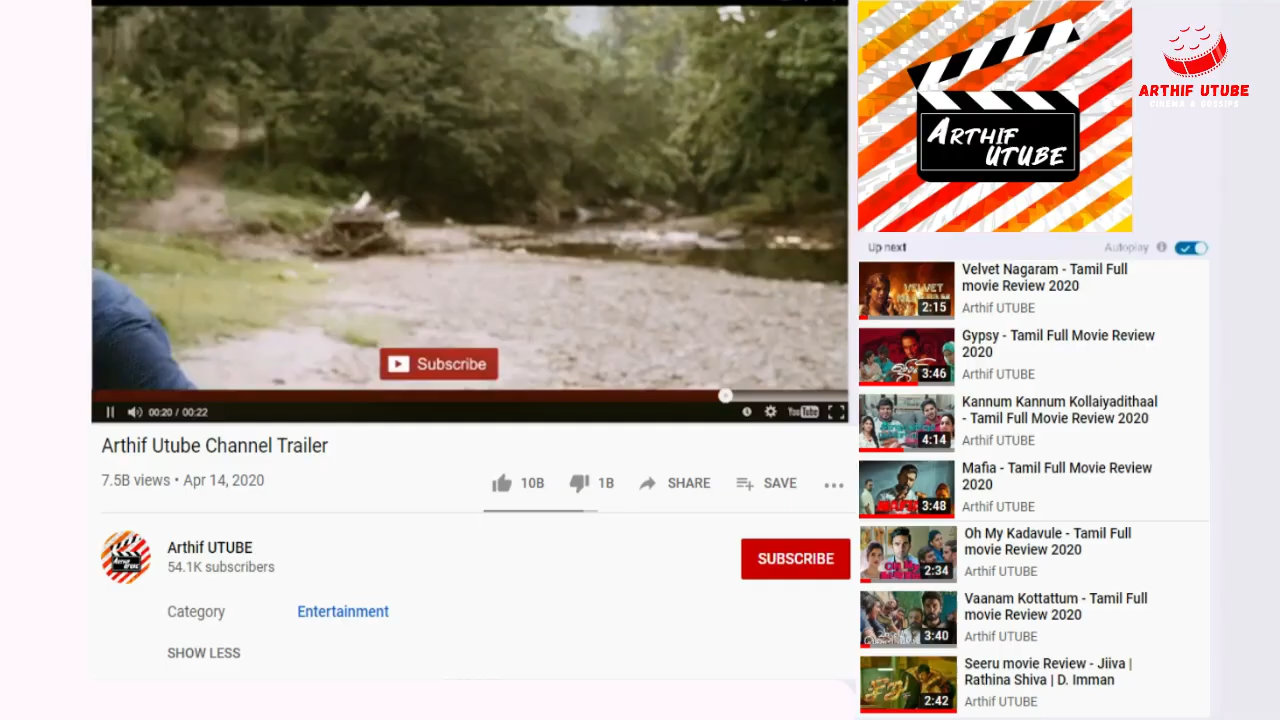 Subscribe
00:20 / 00:22
You Tube
Arthif Utube Channel Trailer
7.5B views • Apr 14, 2020
10B
1B
SHARE
SAVE
Arthif UTUBE
54.1K subscribers
SUBSCRIBE
Category
Entertainment
SHOW LESS
ARTHIF
UTUBE
ARTHIF UTUBE
CINEMA & GOSSIPS
Up next
Autoplay
VELVET
2:15
Velvet Nagaram - Tamil Full
movie Review 2020
Arthif UTUBE
3:46
Gypsy - Tamil Full Movie Review
2020
Arthif UTUBE
4:14
Kannum Kannum Kollaiyadithaal
- Tamil Full Movie Review 2020
Arthif UTUBE
3:48
Mafia - Tamil Full Movie Review
2020
Arthif UTUBE
2:34
Oh My Kadavule - Tamil Full
movie Review 2020
Arthif UTUBE
3:40
Vaanam Kottattum - Tamil Full
movie Review 2020
Arthif UTUBE
2:42
Seeru movie Review - Jiiva |
Rathina Shiva | D. Imman
Arthif UTUBE